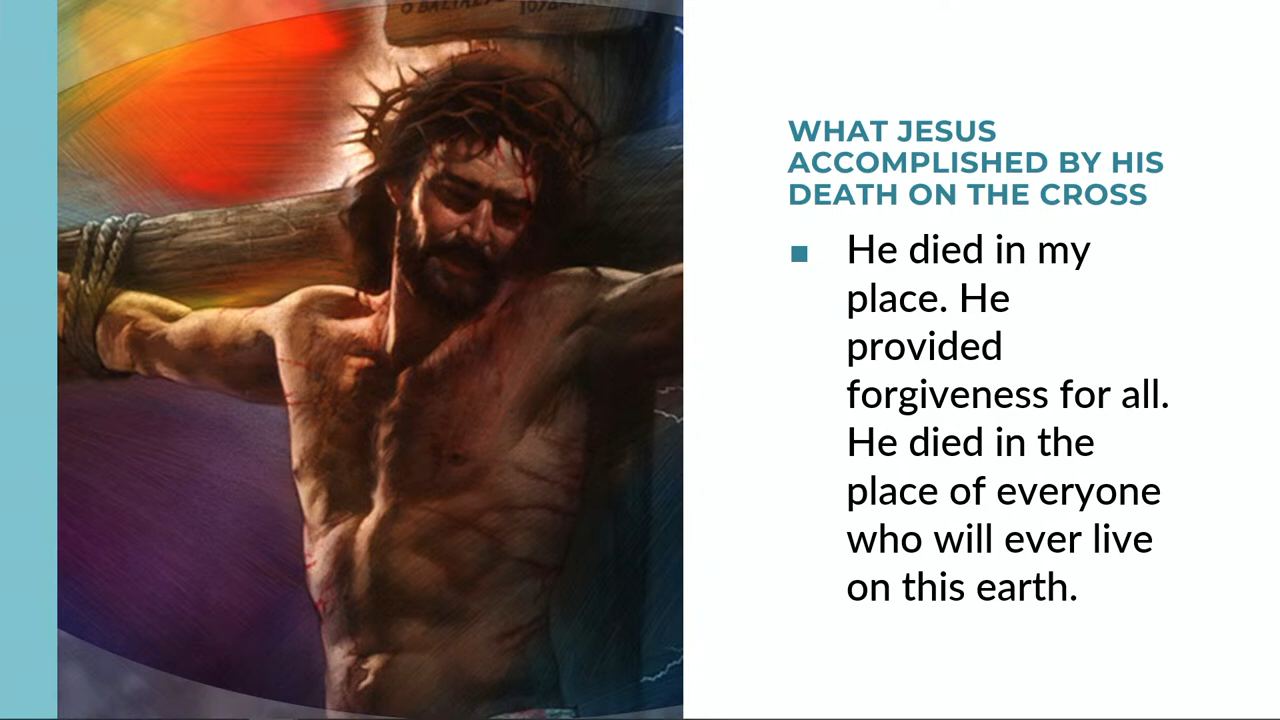 WHAT JESUS
ACCOMPLISHED BY HIS
DEATH ON THE CROSS
■ He died in my
place. He
provided
forgiveness for all.
He died in the
place of everyone
who will ever live
on this earth.